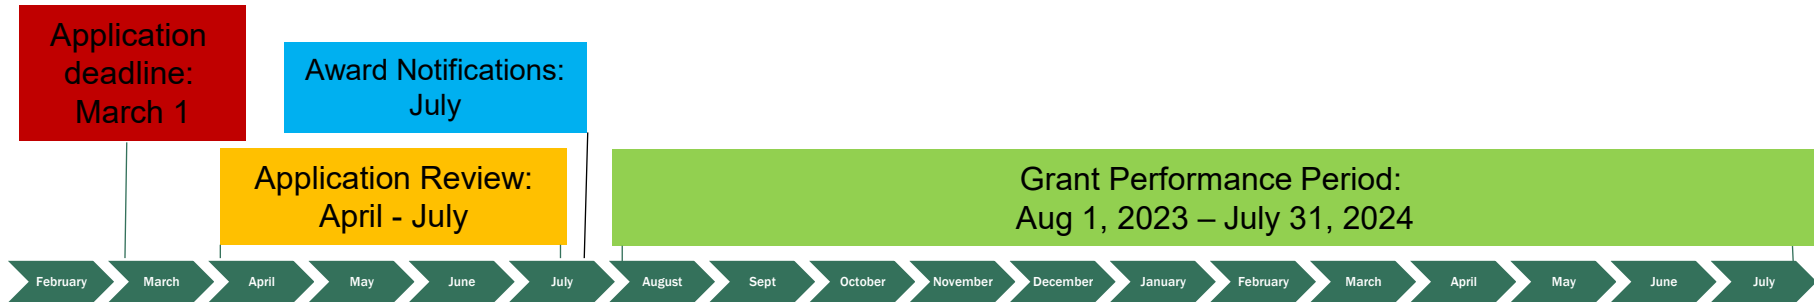 Application
deadline:
March 1
Award Notifications:
July
Application Review:
April - July
Grant Performance Period:
Aug 1, 2023 – July 31, 2024
February March April May June July August Sept October November December January February March April May June July